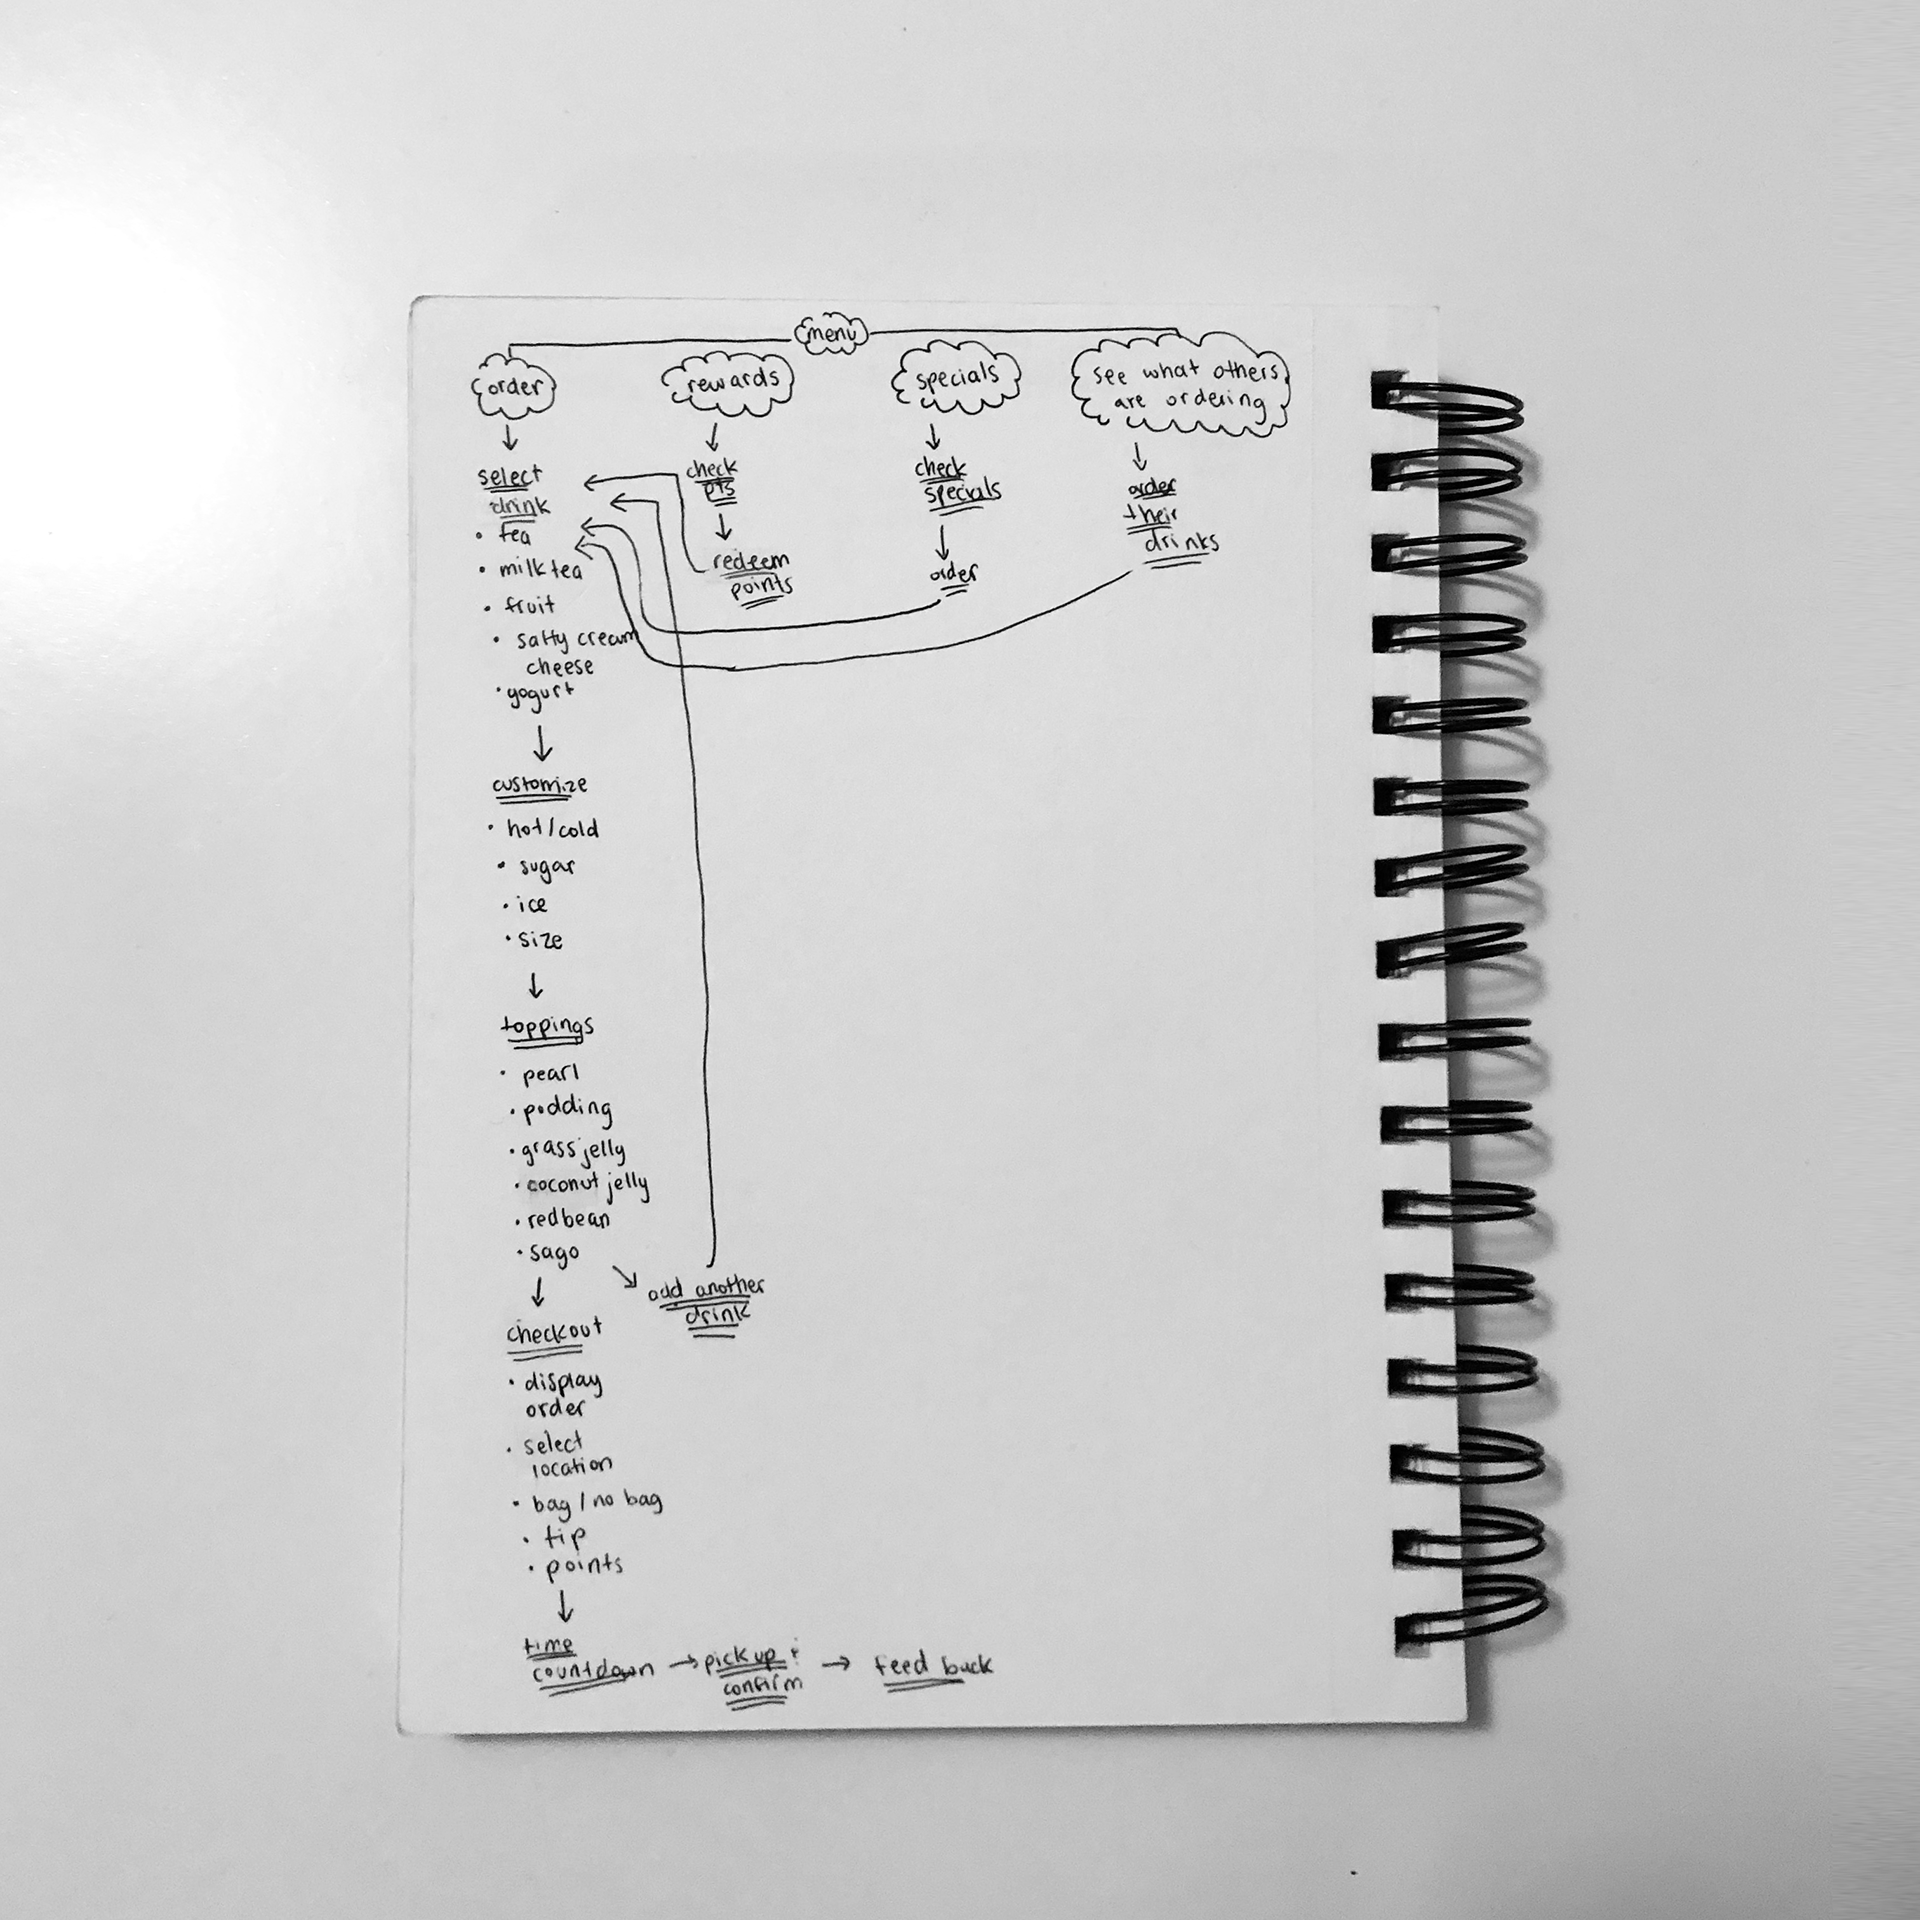 menu
order
rewards
specials
see what others
are ordering
select
drink
• tea
• milk tea
• fruit
• salty cream
cheese
• yogurt
check
pts
redeem
points
check
specials
order
order
their
drinks
customize
• hot/cold
• sugar
• ice
• size
toppings
• pearl
• pudding
• grass jelly
• coconut jelly
• redbean
• sago
add another
drink
checkout
• display
order
• select
location
• bag / no bag
• tip
• points
time
countdown
pick up &
confirm
feed back